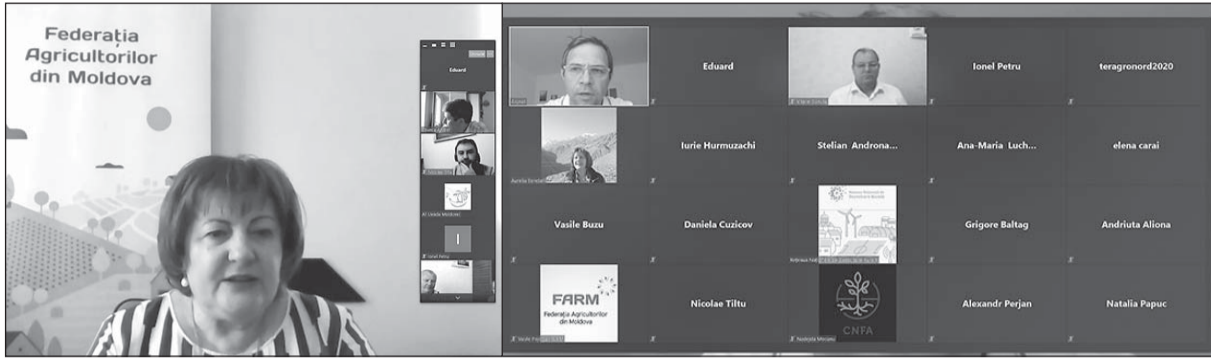 Federația
Agricultorilor
din Moldova
Eduard
Ionel Petru
Eduard
Ionel Petru
teragronord2020
Iurie Hurmuzachi
Stelian Androna...
Ana-Maria Luch...
elena carai
Vasile Buzu
Daniela Cuzicov
Grigore Baltag
Andriuta Aliona
FARM
Federația Agricultorilor
din Moldova
Nicolae Tiltu
CNFA
Alexandr Perjan
Natalia Papuc